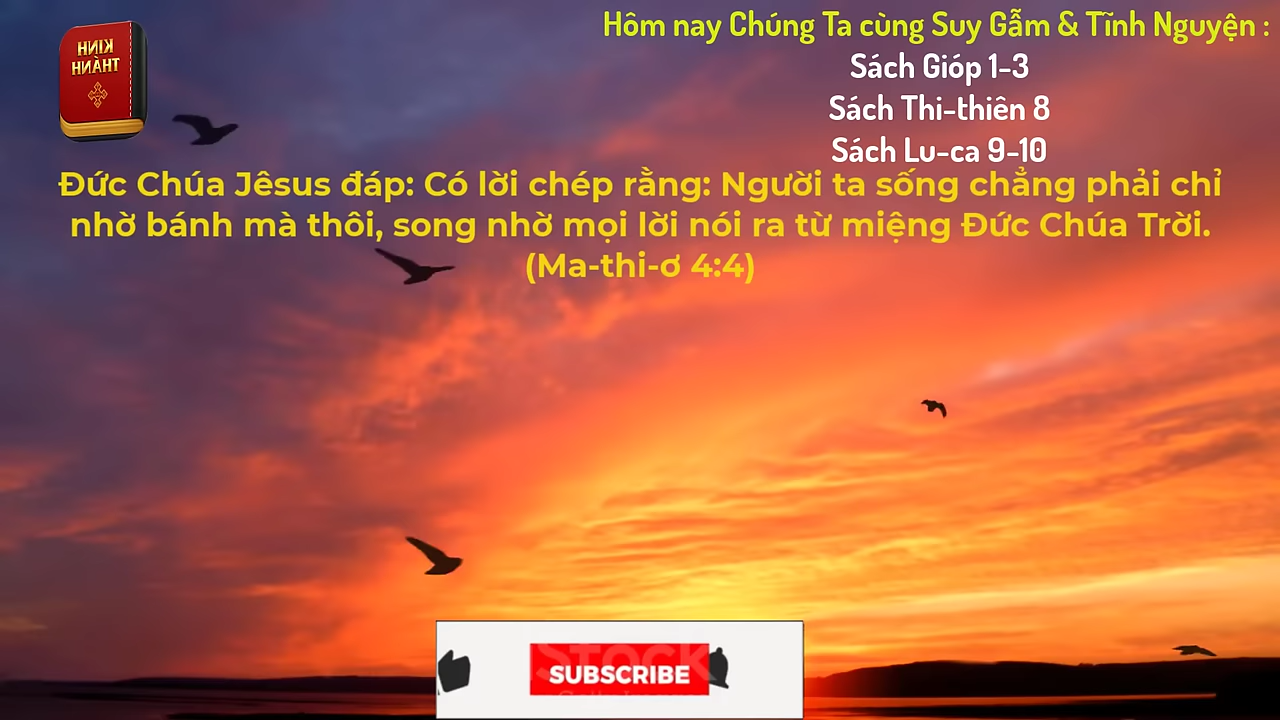 KINH
THÀNH
Hôm nay Chúng Ta cùng Suy Gẫm & Tĩnh Nguyện :
Sách Gióp 1-3
Sách Thi-thiên 8
Sách Lu-ca 9-10
Đức Chúa Jêsus đáp: Có lời chép rằng: Người ta sống chẳng phải chỉ
nhờ bánh mà thôi, song nhờ mọi lời nói ra từ miệng Đức Chúa Trời.
(Ma-thi-ơ 4:4)
SUBSCRIBE